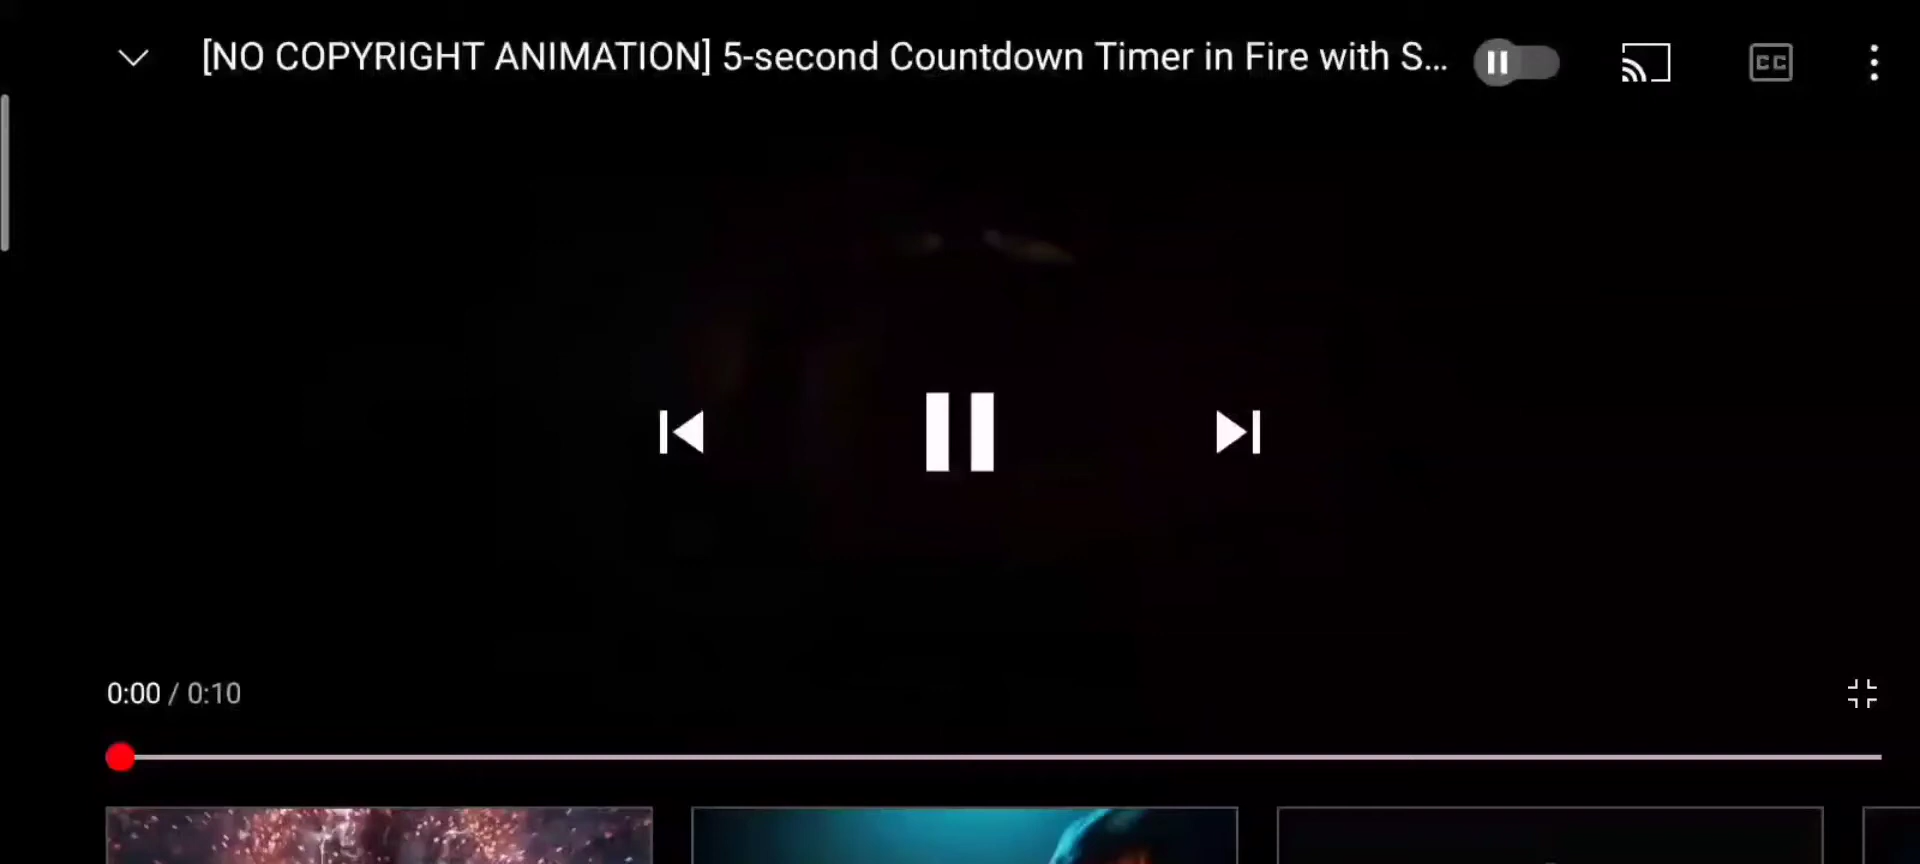 [NO COPYRIGHT ANIMATION] 5-second Countdown Timer in Fire with S...
CC
0:00 / 0:10